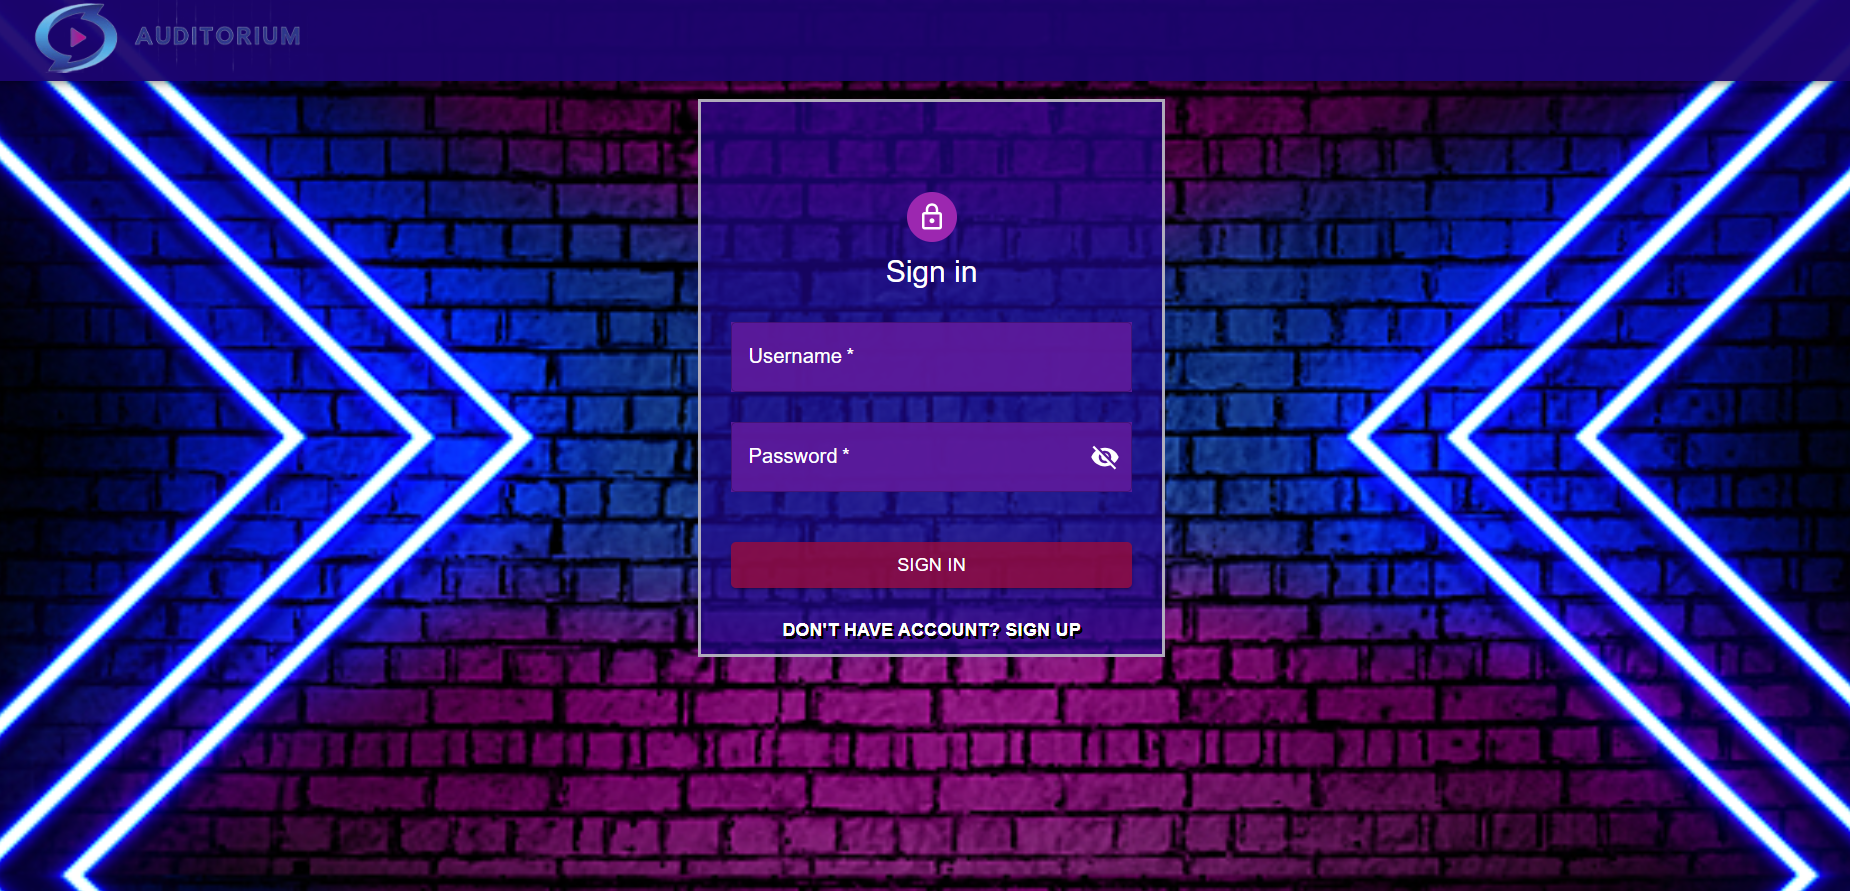 AUDITORIUM
Sign in
Username *
Password *
SIGN IN
DON'T HAVE ACCOUNT? SIGN UP